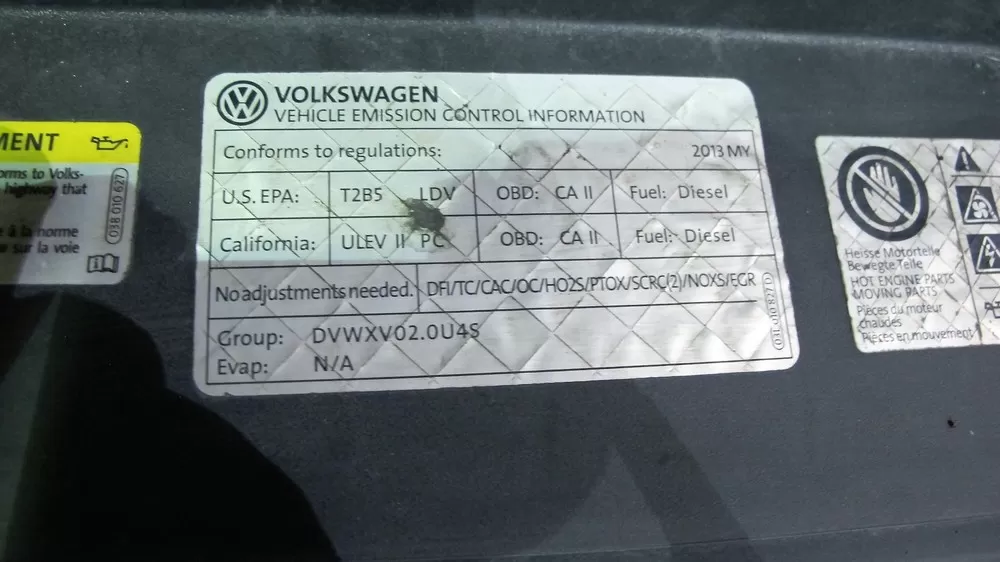 MENT
rms to Volks-
highway that
e à la norme
r sur la voie
038 010 627
VOLKSWAGEN
VEHICLE EMISSION CONTROL INFORMATION
Conforms to regulations: 2013 MY
U.S. EPA: T2B5 LDV OBD: CA II Fuel: Diesel
California: ULEV II PC OBD: CA II Fuel: Diesel
No adjustments needed. DFI/TC/CAC/OC/HO2S/PTOX/SCRC(2)/NOXS/EGR
Group: DVWXV02.0U4S
Evap: N/A
Heisse Motorteile
Bewegte Teile
HOT ENGINE PARTS
MOVING PARTS
Pièces du moteur
chaudes
Pièces en mouvement